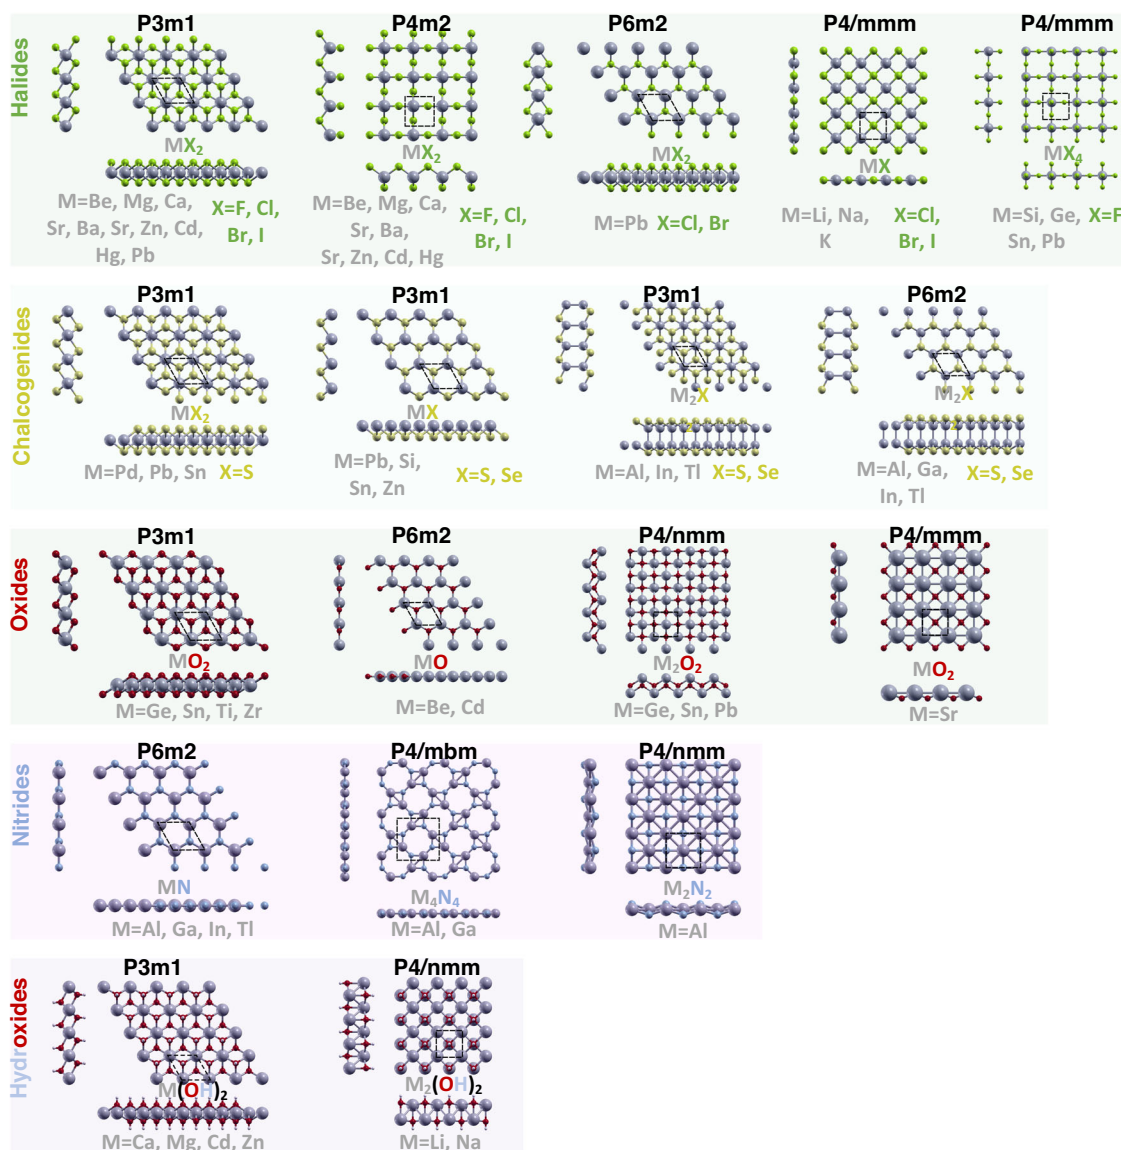 Halides
P3m1
P4m2
P6m2
P4/mmm
P4/mmm
MX₂
MX₂
MX₂
MX
MX₄
M=Be, Mg, Ca,
Sr, Ba, Sr, Zn, Cd,
Hg, Pb
X=F, Cl,
Br, I
M=Be, Mg, Ca,
Sr, Ba,
Sr, Zn, Cd, Hg
X=F, Cl,
Br, I
M=Pb X=Cl, Br
M=Li, Na,
K
X=Cl,
Br, I
M=Si, Ge,
Sn, Pb
X=F
Chalcogenides
P3m1
P3m1
P3m1
P6m2
MX₂
MX
M₂X
M₂X
M=Pd, Pb, Sn X=S
M=Pb, Si,
Sn, Zn
X=S, Se
M=Al, In, Tl X=S, Se
M=Al, Ga,
In, Tl
X=S, Se
Oxides
P3m1
P6m2
P4/nmm
P4/mmm
MO₂
MO
M₂O₂
MO₂
M=Ge, Sn, Ti, Zr
M=Be, Cd
M=Ge, Sn, Pb
M=Sr
Nitrides
P6m2
P4/mbm
P4/nmm
MN
M₄N₄
M₂N₂
M=Al, Ga, In, Tl
M=Al, Ga
M=Al
Hydroxides
P3m1
P4/nmm
M(OH)₂
M₂(OH)₂
M=Ca, Mg, Cd, Zn
M=Li, Na